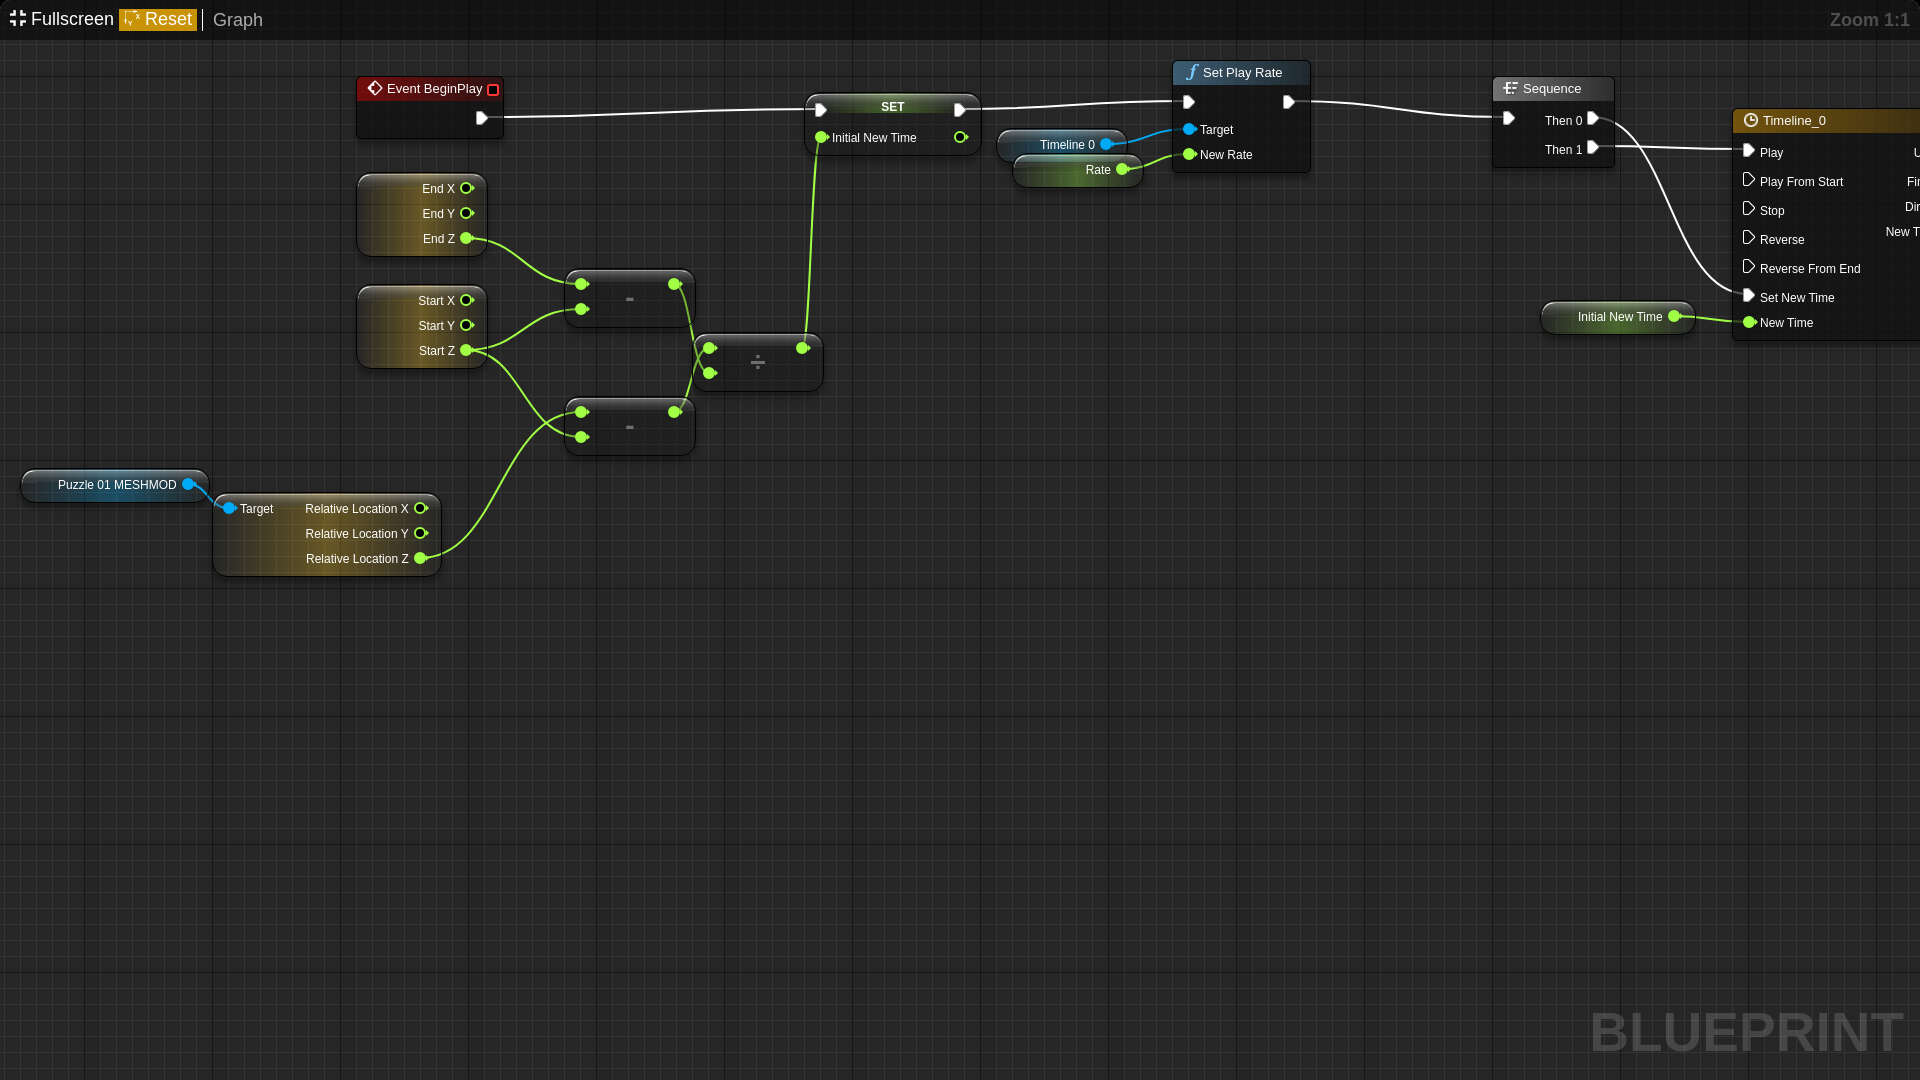 Fullscreen Reset Graph
Zoom 1:1
Event BeginPlay
SET
Initial New Time
Set Play Rate
Target
New Rate
Timeline 0
Rate
Sequence
Then 0
Then 1
Timeline_0
Play
U
Play From Start
Fin
Stop
Dir
Reverse
New T
Reverse From End
Set New Time
New Time
Initial New Time
End X
End Y
End Z
Start X
Start Y
Start Z
-
÷
-
Puzzle 01 MESHMOD
Target
Relative Location X
Relative Location Y
Relative Location Z
BLUEPRINT